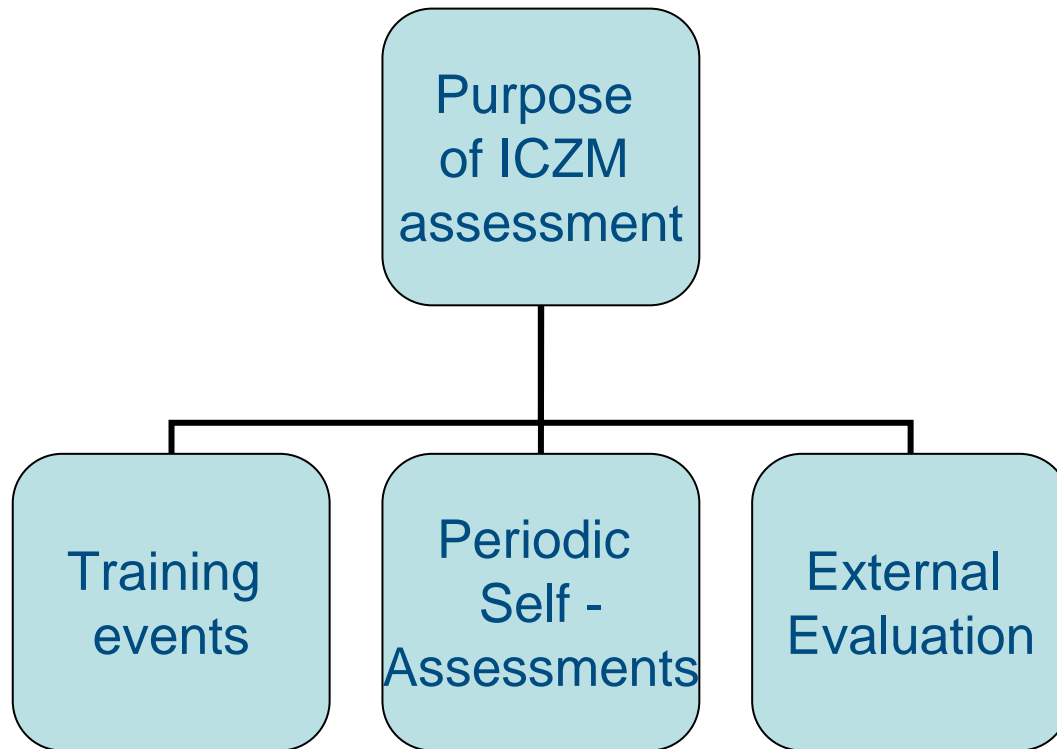 Purpose
of ICZM
assessment
Training
events
Periodic
Self -
Assessments
External
Evaluation